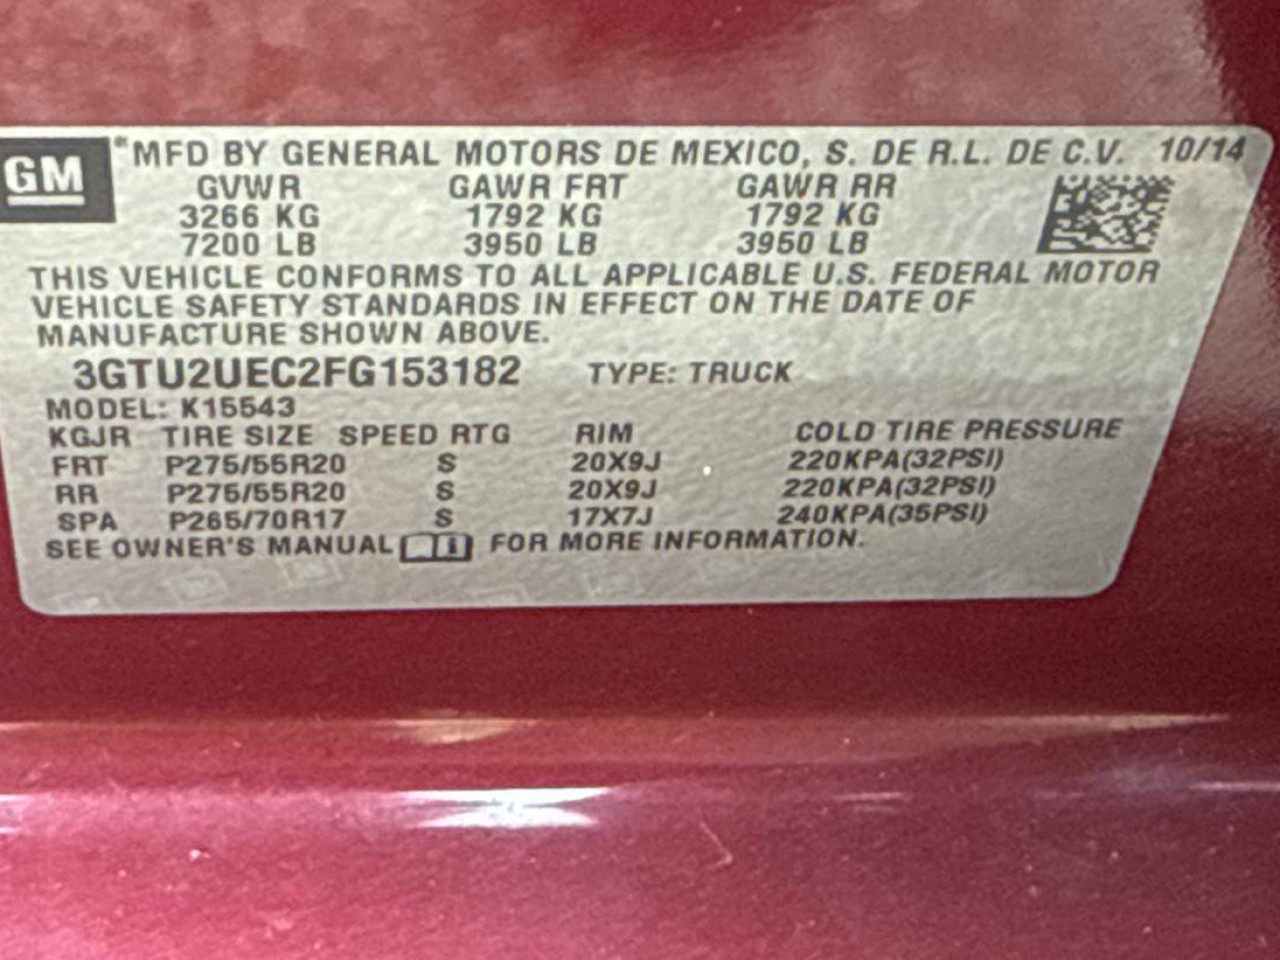 GM
*MFD BY GENERAL MOTORS DE MEXICO, S. DE R.L. DE C.V. 10/14
GVWR GAWR FRT GAWR RR
3266 KG 1792 KG 1792 KG
7200 LB 3950 LB 3950 LB
THIS VEHICLE CONFORMS TO ALL APPLICABLE U.S. FEDERAL MOTOR
VEHICLE SAFETY STANDARDS IN EFFECT ON THE DATE OF
MANUFACTURE SHOWN ABOVE.
3GTU2UEC2FG153182 TYPE: TRUCK
MODEL: K15543
KGJR TIRE SIZE SPEED RTG RIM COLD TIRE PRESSURE
FRT P275/55R20 S 20X9J 220KPA(32PSI)
RR P275/55R20 S 20X9J 220KPA(32PSI)
SPA P265/70R17 S 17X7J 240KPA(35PSI)
SEE OWNER'S MANUAL i FOR MORE INFORMATION.